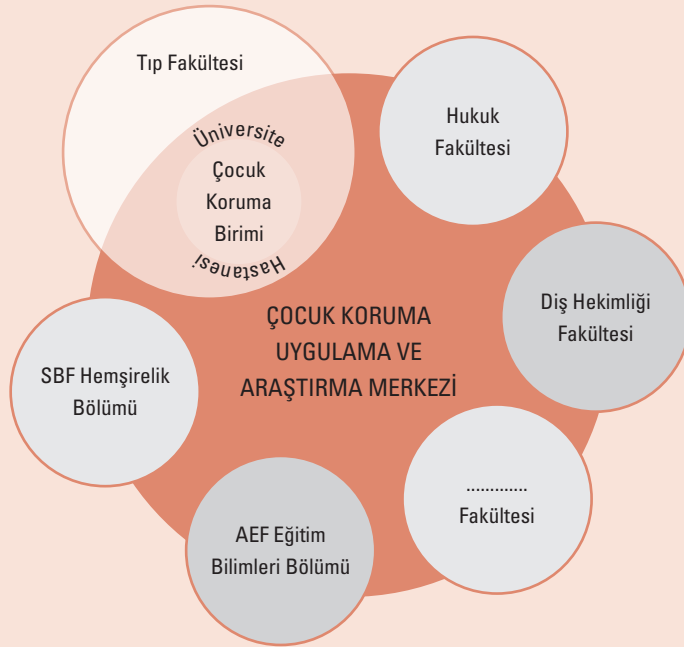 Tıp Fakültesi
Üniversite
Çocuk
Koruma
Birimi
Hastanesi
Hukuk
Fakültesi
Diş Hekimliği
Fakültesi
ÇOCUK KORUMA
UYGULAMA VE
ARAŞTIRMA MERKEZİ
SBF Hemşirelik
Bölümü
.............
Fakültesi
AEF Eğitim
Bilimleri Bölümü